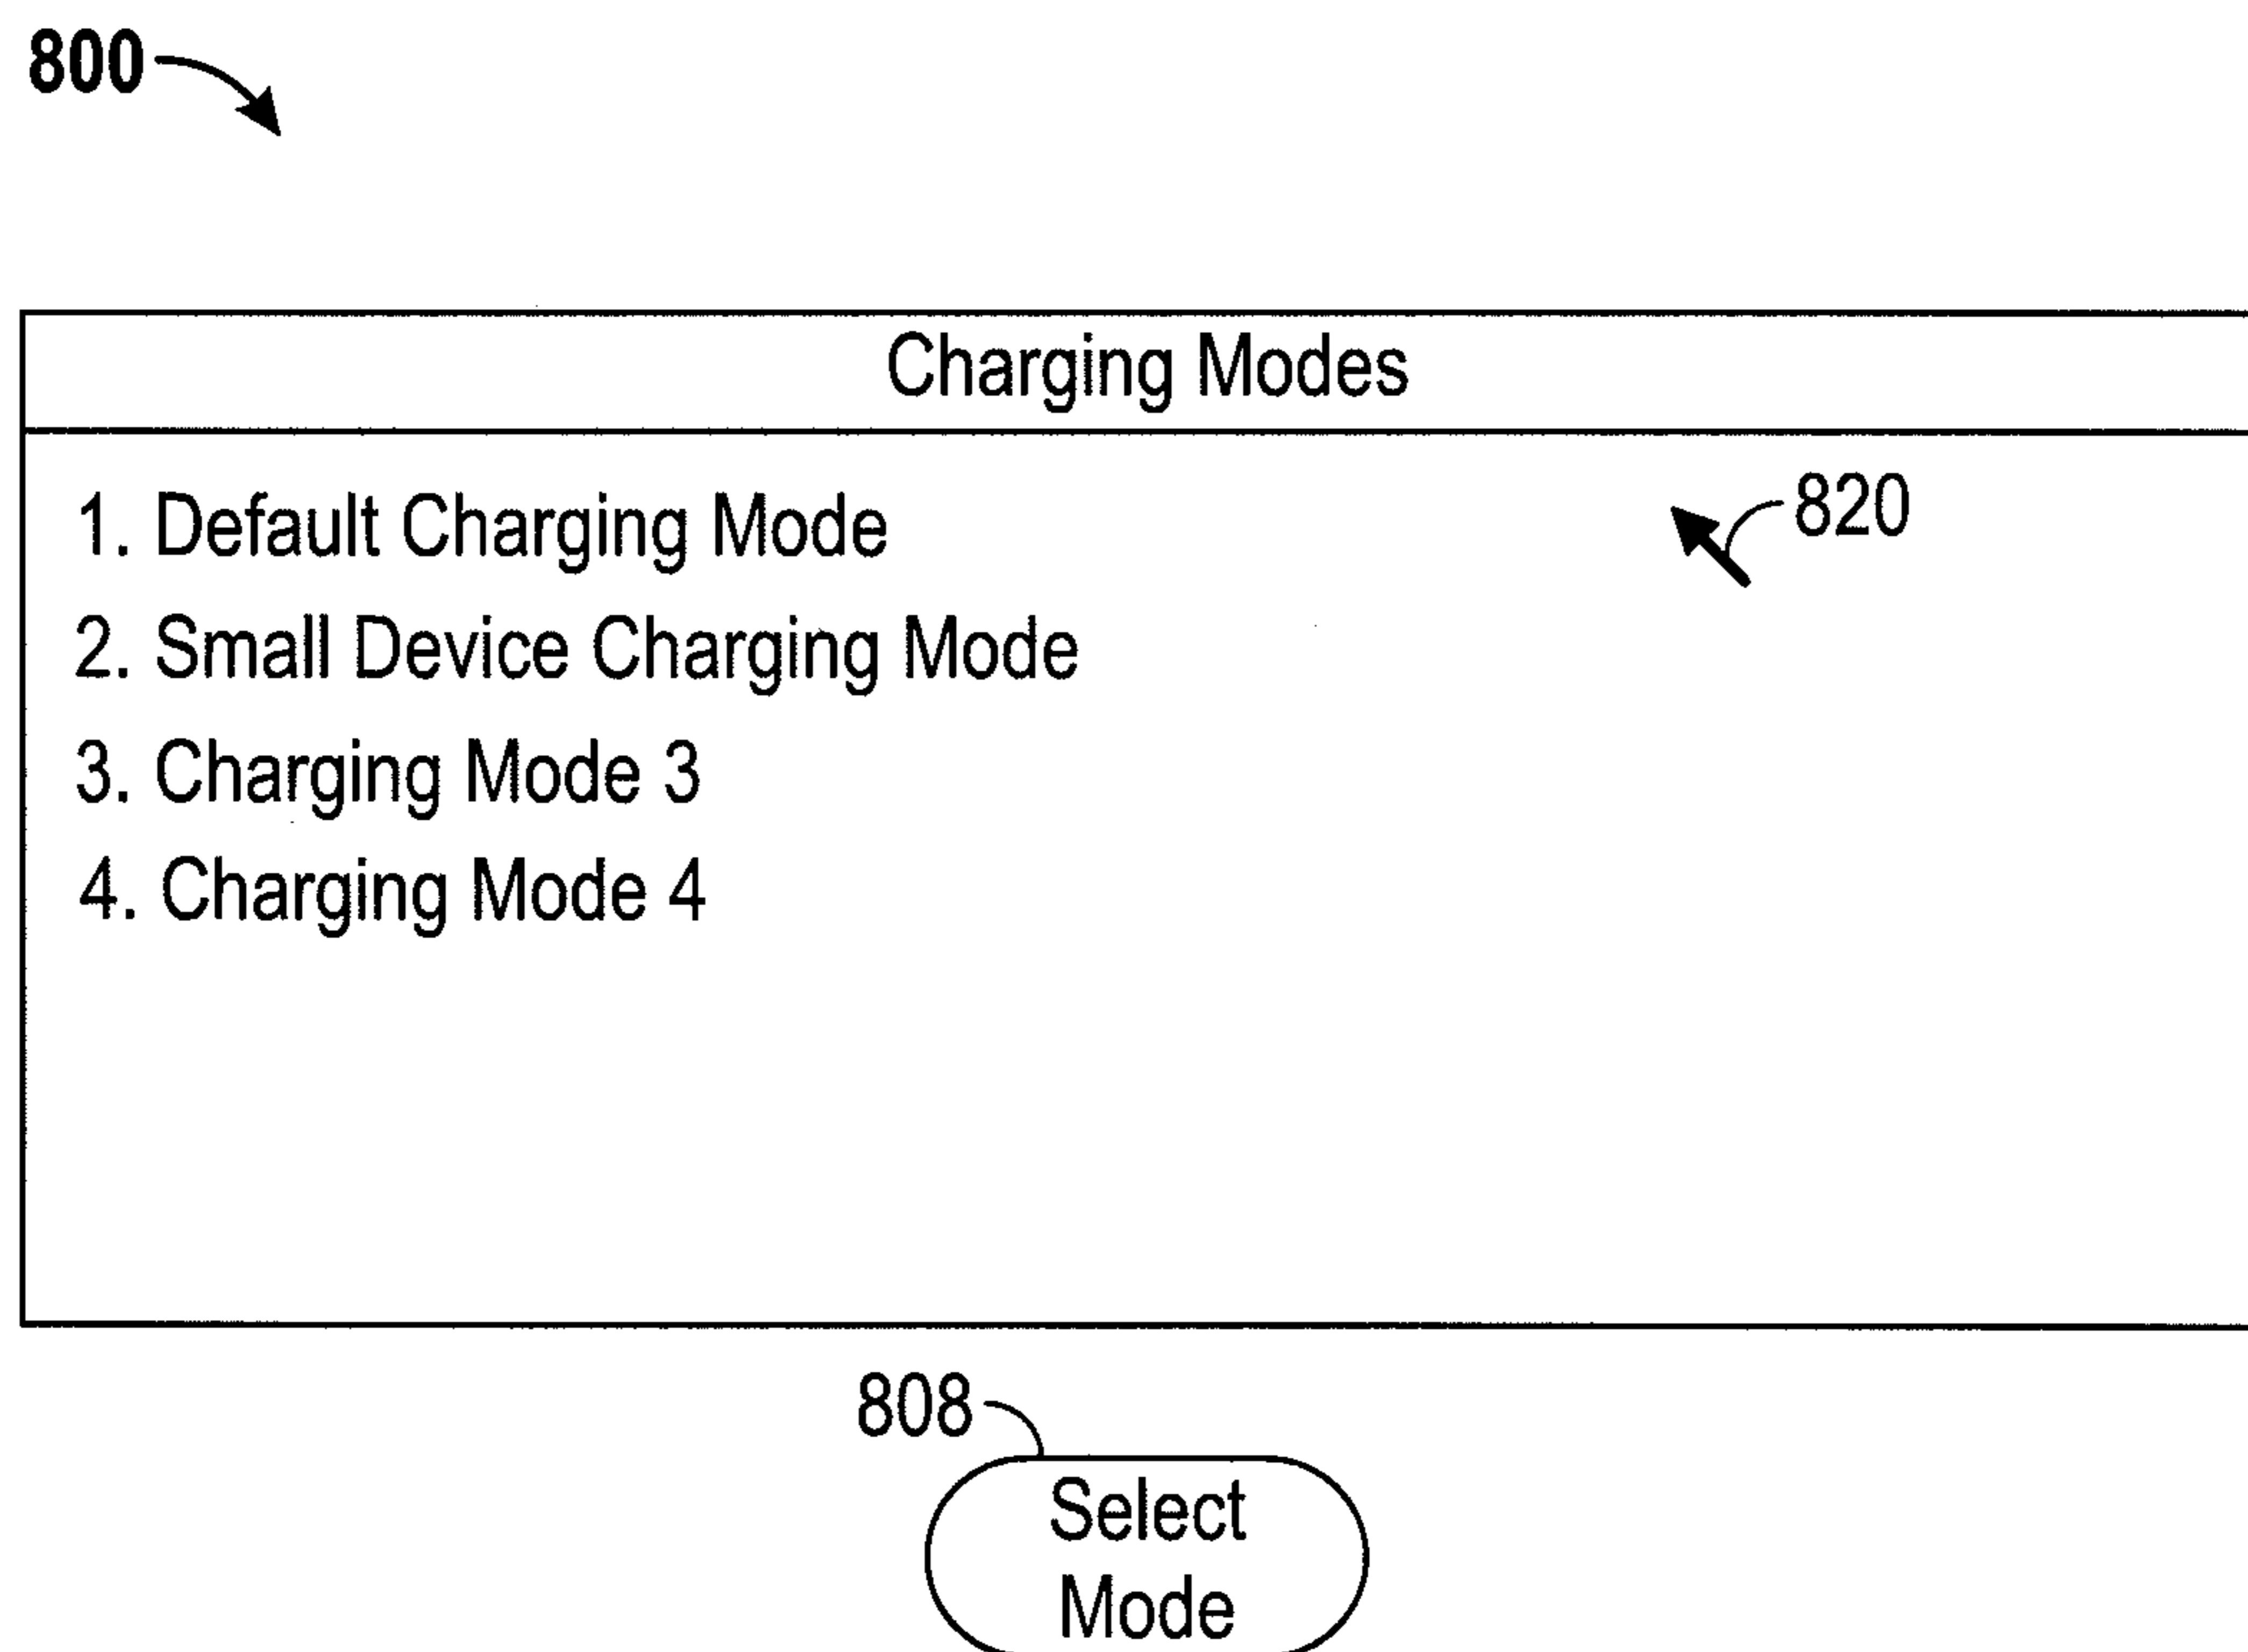 800
Charging Modes
1. Default Charging Mode
820
2. Small Device Charging Mode
3. Charging Mode 3
4. Charging Mode 4
808
Select
Mode